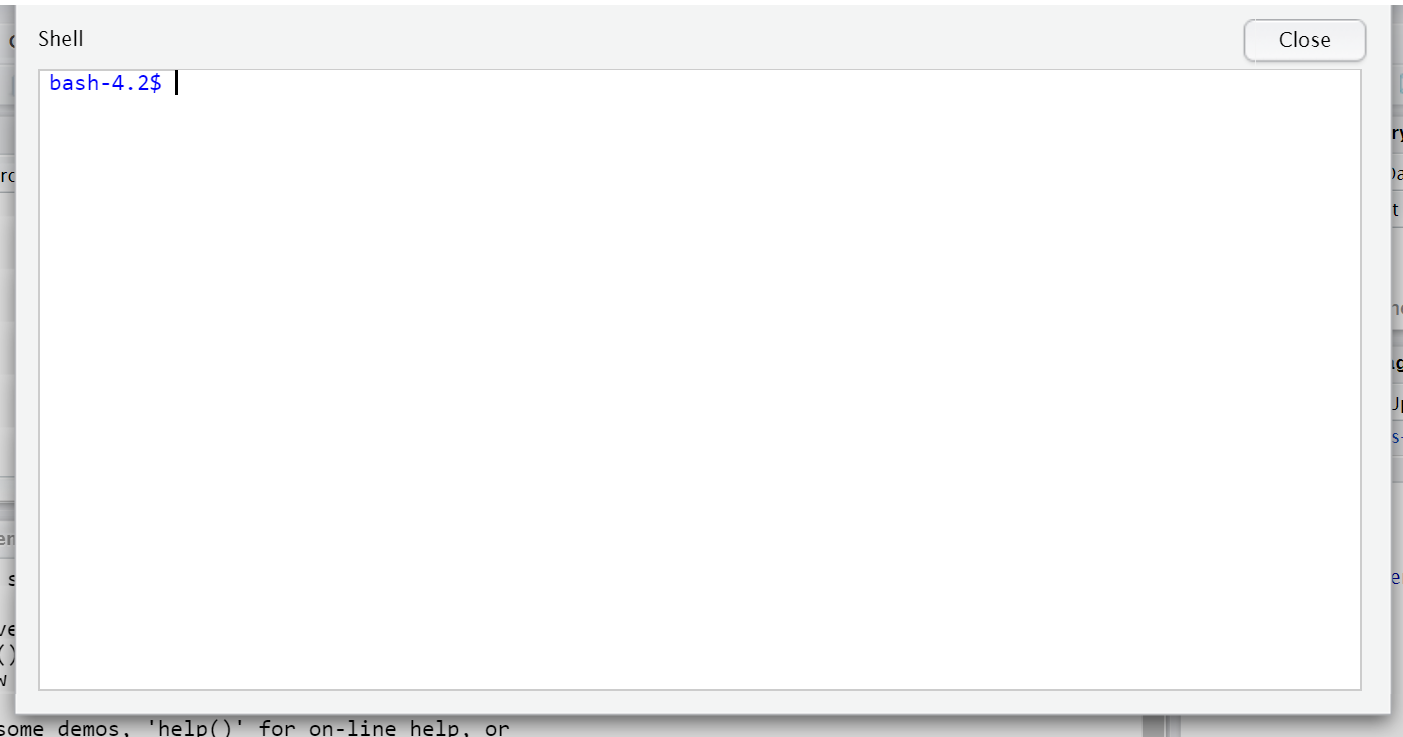 Shell
Close
bash-4.2$
some demos, 'help()' for on-line help, or